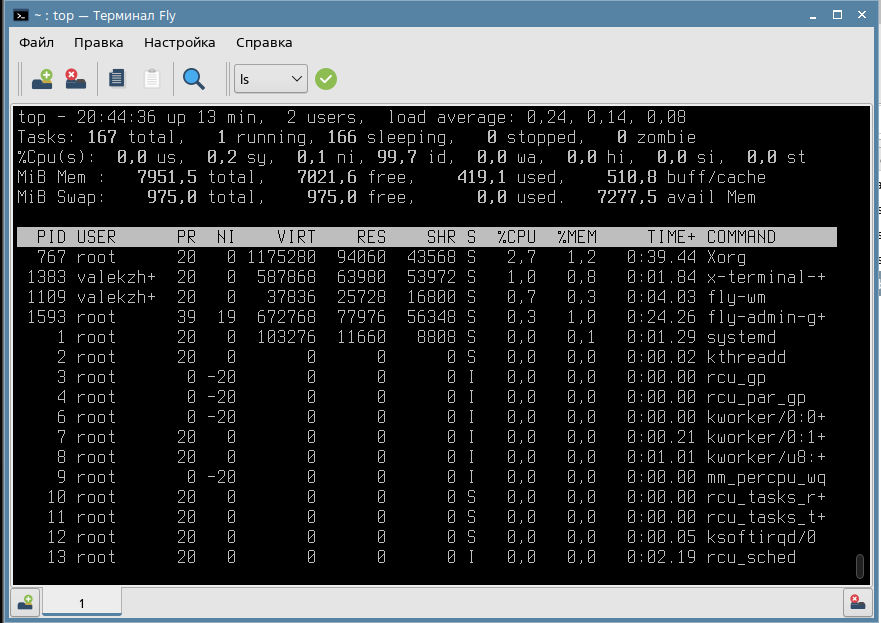 ~ : top — Терминал Fly
Файл Правка Настройка Справка
ls
top - 20:44:36 up 13 min,  2 users,  load average: 0,24, 0,14, 0,08
Tasks: 167 total,   1 running, 166 sleeping,   0 stopped,   0 zombie
%Cpu(s):  0,0 us,  0,2 sy,  0,1 ni, 99,7 id,  0,0 wa,  0,0 hi,  0,0 si,  0,0 st
MiB Mem :   7951,5 total,   7021,6 free,    419,1 used,    510,8 buff/cache
MiB Swap:    975,0 total,    975,0 free,      0,0 used.   7277,5 avail Mem
PID USER      PR  NI    VIRT    RES    SHR S  %CPU  %MEM     TIME+ COMMAND
767 root      20   0 1175280  94060  43568 S   2,7   1,2   0:39.44 Xorg
1383 valekzh+  20   0  587868  63980  53972 S   1,0   0,8   0:01.84 x-terminal-+
1109 valekzh+  20   0   37836  25728  16800 S   0,7   0,3   0:04.03 fly-wm
1593 root      39  19  672768  77976  56348 S   0,3   1,0   0:24.26 fly-admin-g+
1 root      20   0  103276  11660   8808 S   0,0   0,1   0:01.29 systemd
2 root      20   0       0      0      0 S   0,0   0,0   0:00.02 kthreadd
3 root       0 -20       0      0      0 I   0,0   0,0   0:00.00 rcu_gp
4 root       0 -20       0      0      0 I   0,0   0,0   0:00.00 rcu_par_gp
6 root       0 -20       0      0      0 I   0,0   0,0   0:00.00 kworker/0:0+
7 root      20   0       0      0      0 I   0,0   0,0   0:00.21 kworker/0:1+
8 root      20   0       0      0      0 I   0,0   0,0   0:01.01 kworker/u8:+
9 root       0 -20       0      0      0 I   0,0   0,0   0:00.00 mm_percpu_wq
10 root      20   0       0      0      0 S   0,0   0,0   0:00.00 rcu_tasks_r+
11 root      20   0       0      0      0 S   0,0   0,0   0:00.00 rcu_tasks_t+
12 root      20   0       0      0      0 S   0,0   0,0   0:00.05 ksoftirqd/0
13 root      20   0       0      0      0 I   0,0   0,0   0:02.19 rcu_sched
1